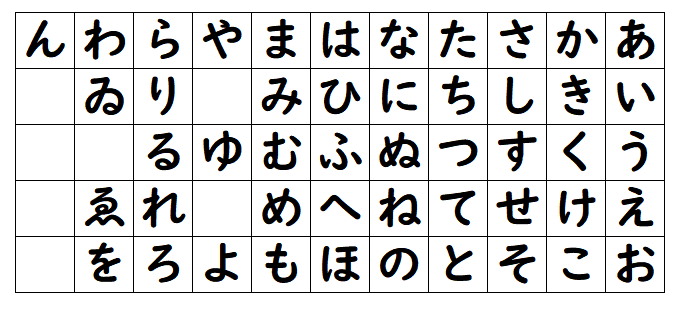 んわらやまはなたさかあ
ゐり みひにちしきい
るゆむふぬつすくう
ゑれ めへねてせけえ
をろよもほのとそこお